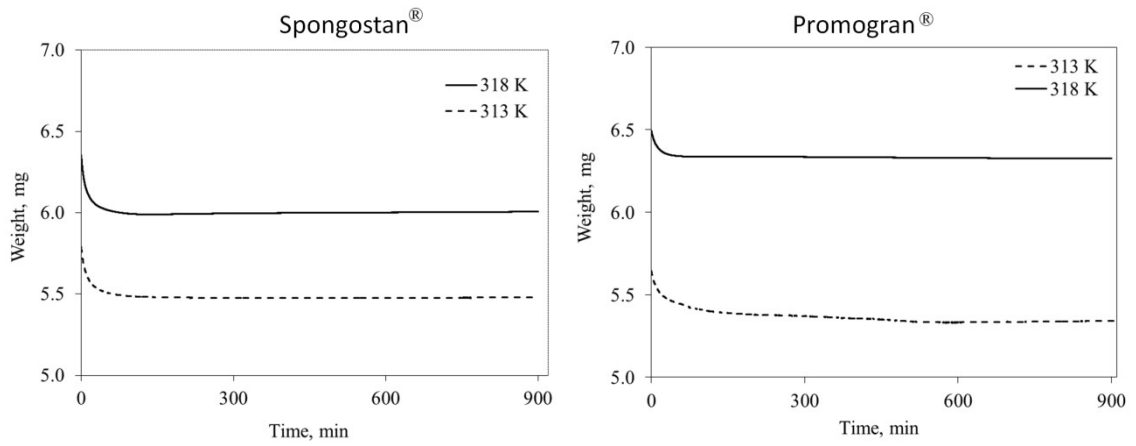 Spongostan®
7.0
6.5
6.0
5.5
5.0
Weight, mg
318 K
313 K
0
300
600
900
Time, min
Promogran®
7.0
6.5
6.0
5.5
5.0
Weight, mg
313 K
318 K
0
300
600
900
Time, min